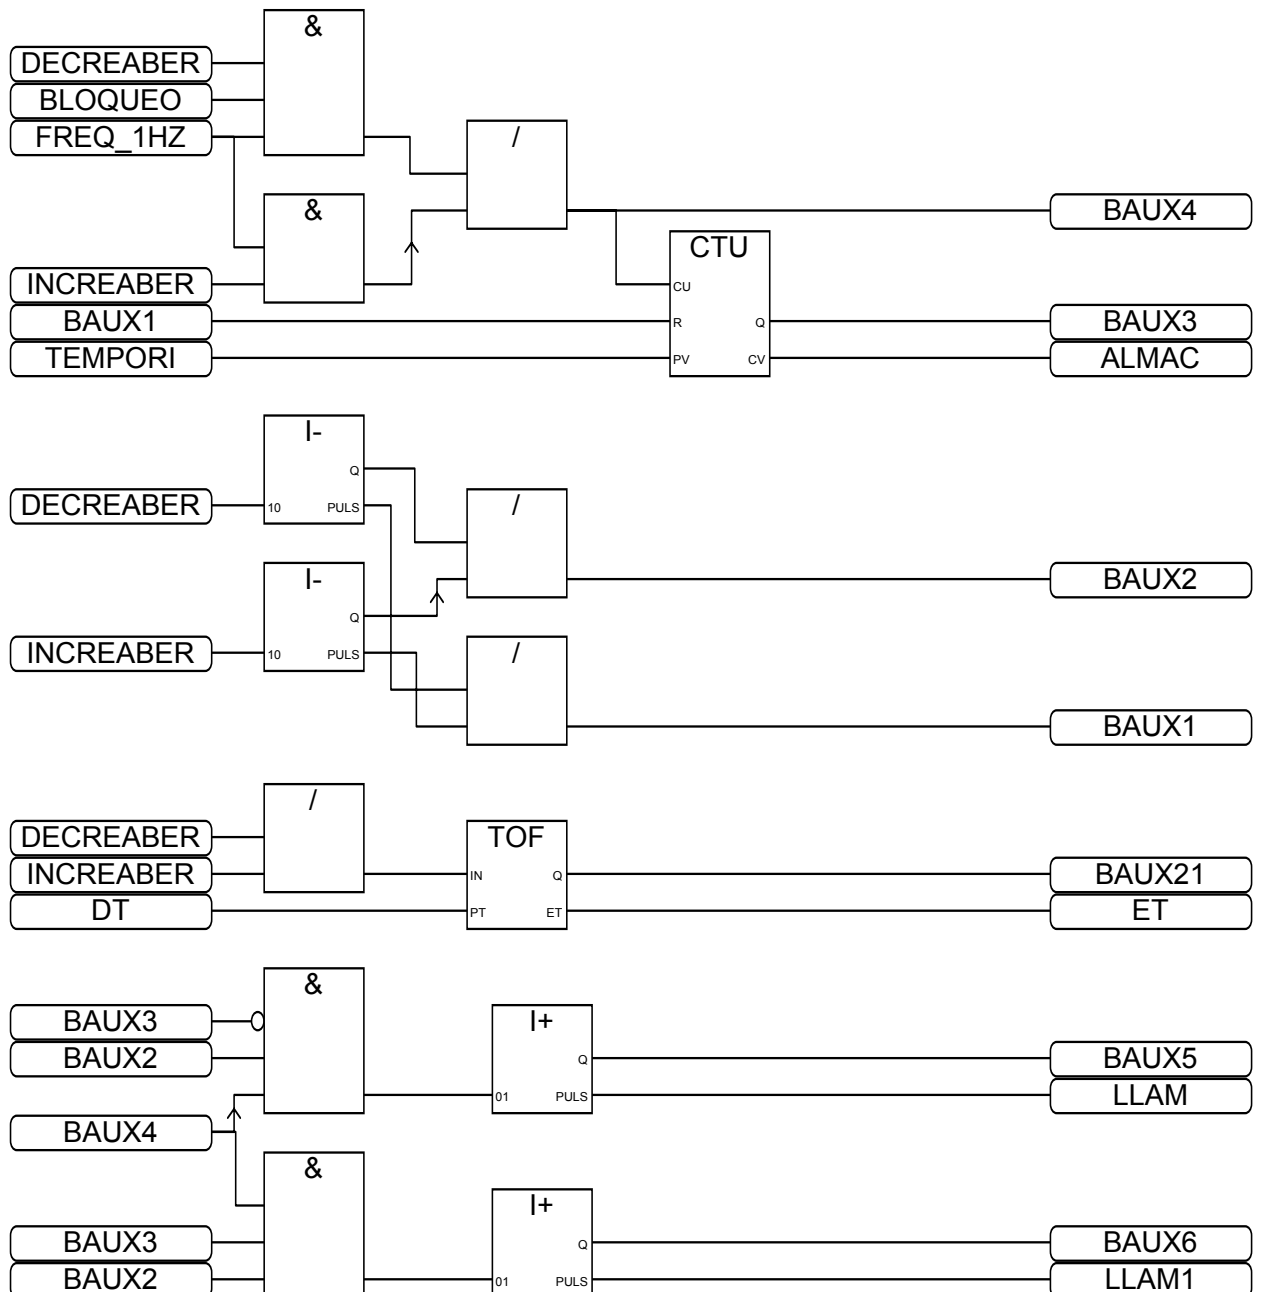 &
DECREABER
BLOQUEO
FREQ_1HZ
/
&
BAUX4
CTU
INCREABER
CU
BAUX1
R
Q
BAUX3
TEMPORI
PV
CV
ALMAC
I-
Q
DECREABER
10
PULS
/
I-
BAUX2
Q
INCREABER
10
PULS
/
BAUX1
/
DECREABER
TOF
INCREABER
IN
Q
BAUX21
DT
PT
ET
ET
&
BAUX3
I+
BAUX2
Q
BAUX5
01
PULS
LLAM
BAUX4
&
I+
BAUX3
Q
BAUX6
BAUX2
01
PULS
LLAM1